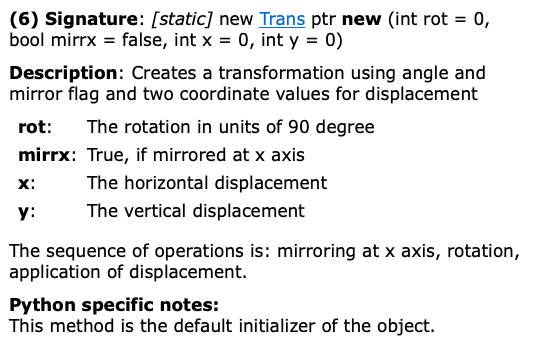 (6) Signature: [static] new Trans ptr new (int rot = 0,
bool mirrx = false, int x = 0, int y = 0)
Description: Creates a transformation using angle and
mirror flag and two coordinate values for displacement
rot: The rotation in units of 90 degree
mirrx: True, if mirrored at x axis
x: The horizontal displacement
y: The vertical displacement
The sequence of operations is: mirroring at x axis, rotation,
application of displacement.
Python specific notes:
This method is the default initializer of the object.